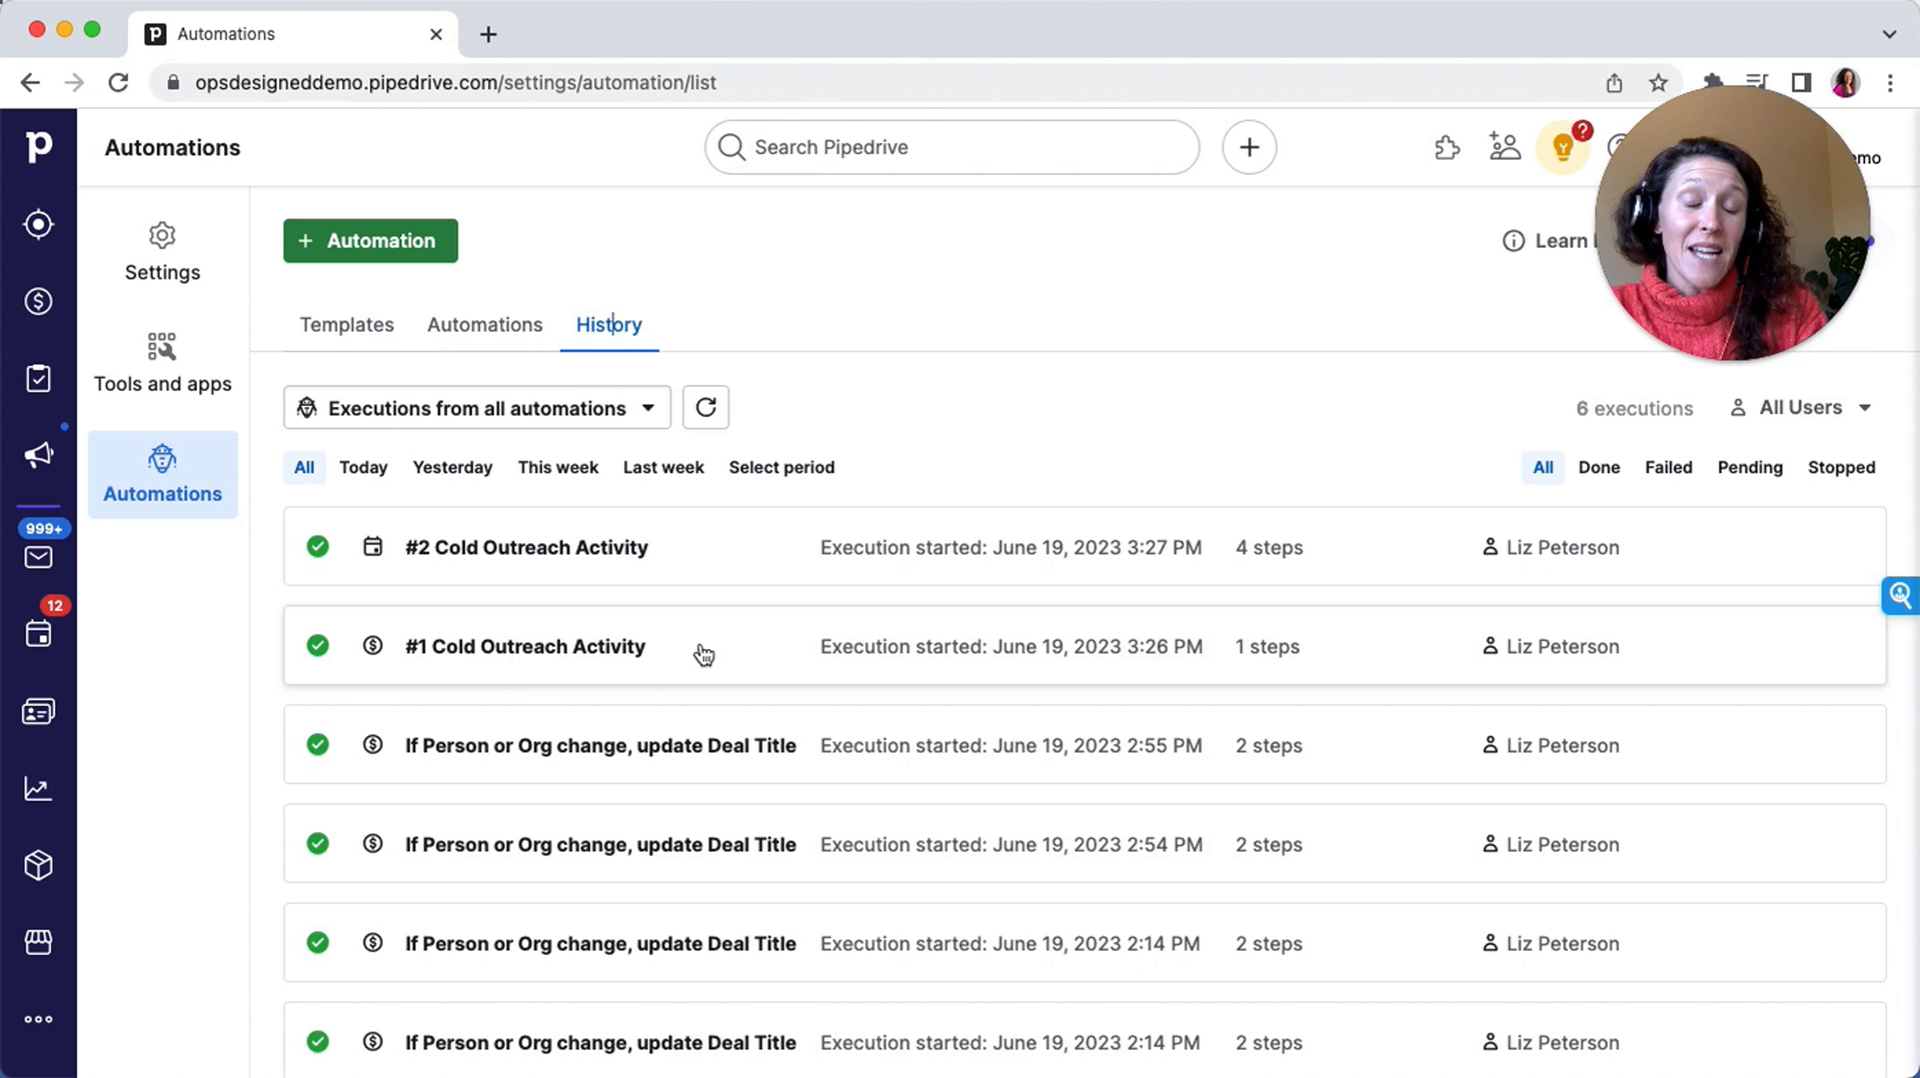 Automations
opsdesigneddemo.pipedrive.com/settings/automation/list
Automations
Search Pipedrive
?
mo
Settings
Tools and apps
Automations
999+
12
+ Automation
Learn
Templates Automations History
Executions from all automations
6 executions All Users
All Today Yesterday This week Last week Select period
All Done Failed Pending Stopped
#2 Cold Outreach Activity Execution started: June 19, 2023 3:27 PM 4 steps Liz Peterson
#1 Cold Outreach Activity Execution started: June 19, 2023 3:26 PM 1 steps Liz Peterson
If Person or Org change, update Deal Title Execution started: June 19, 2023 2:55 PM 2 steps Liz Peterson
If Person or Org change, update Deal Title Execution started: June 19, 2023 2:54 PM 2 steps Liz Peterson
If Person or Org change, update Deal Title Execution started: June 19, 2023 2:14 PM 2 steps Liz Peterson
If Person or Org change, update Deal Title Execution started: June 19, 2023 2:14 PM 2 steps Liz Peterson